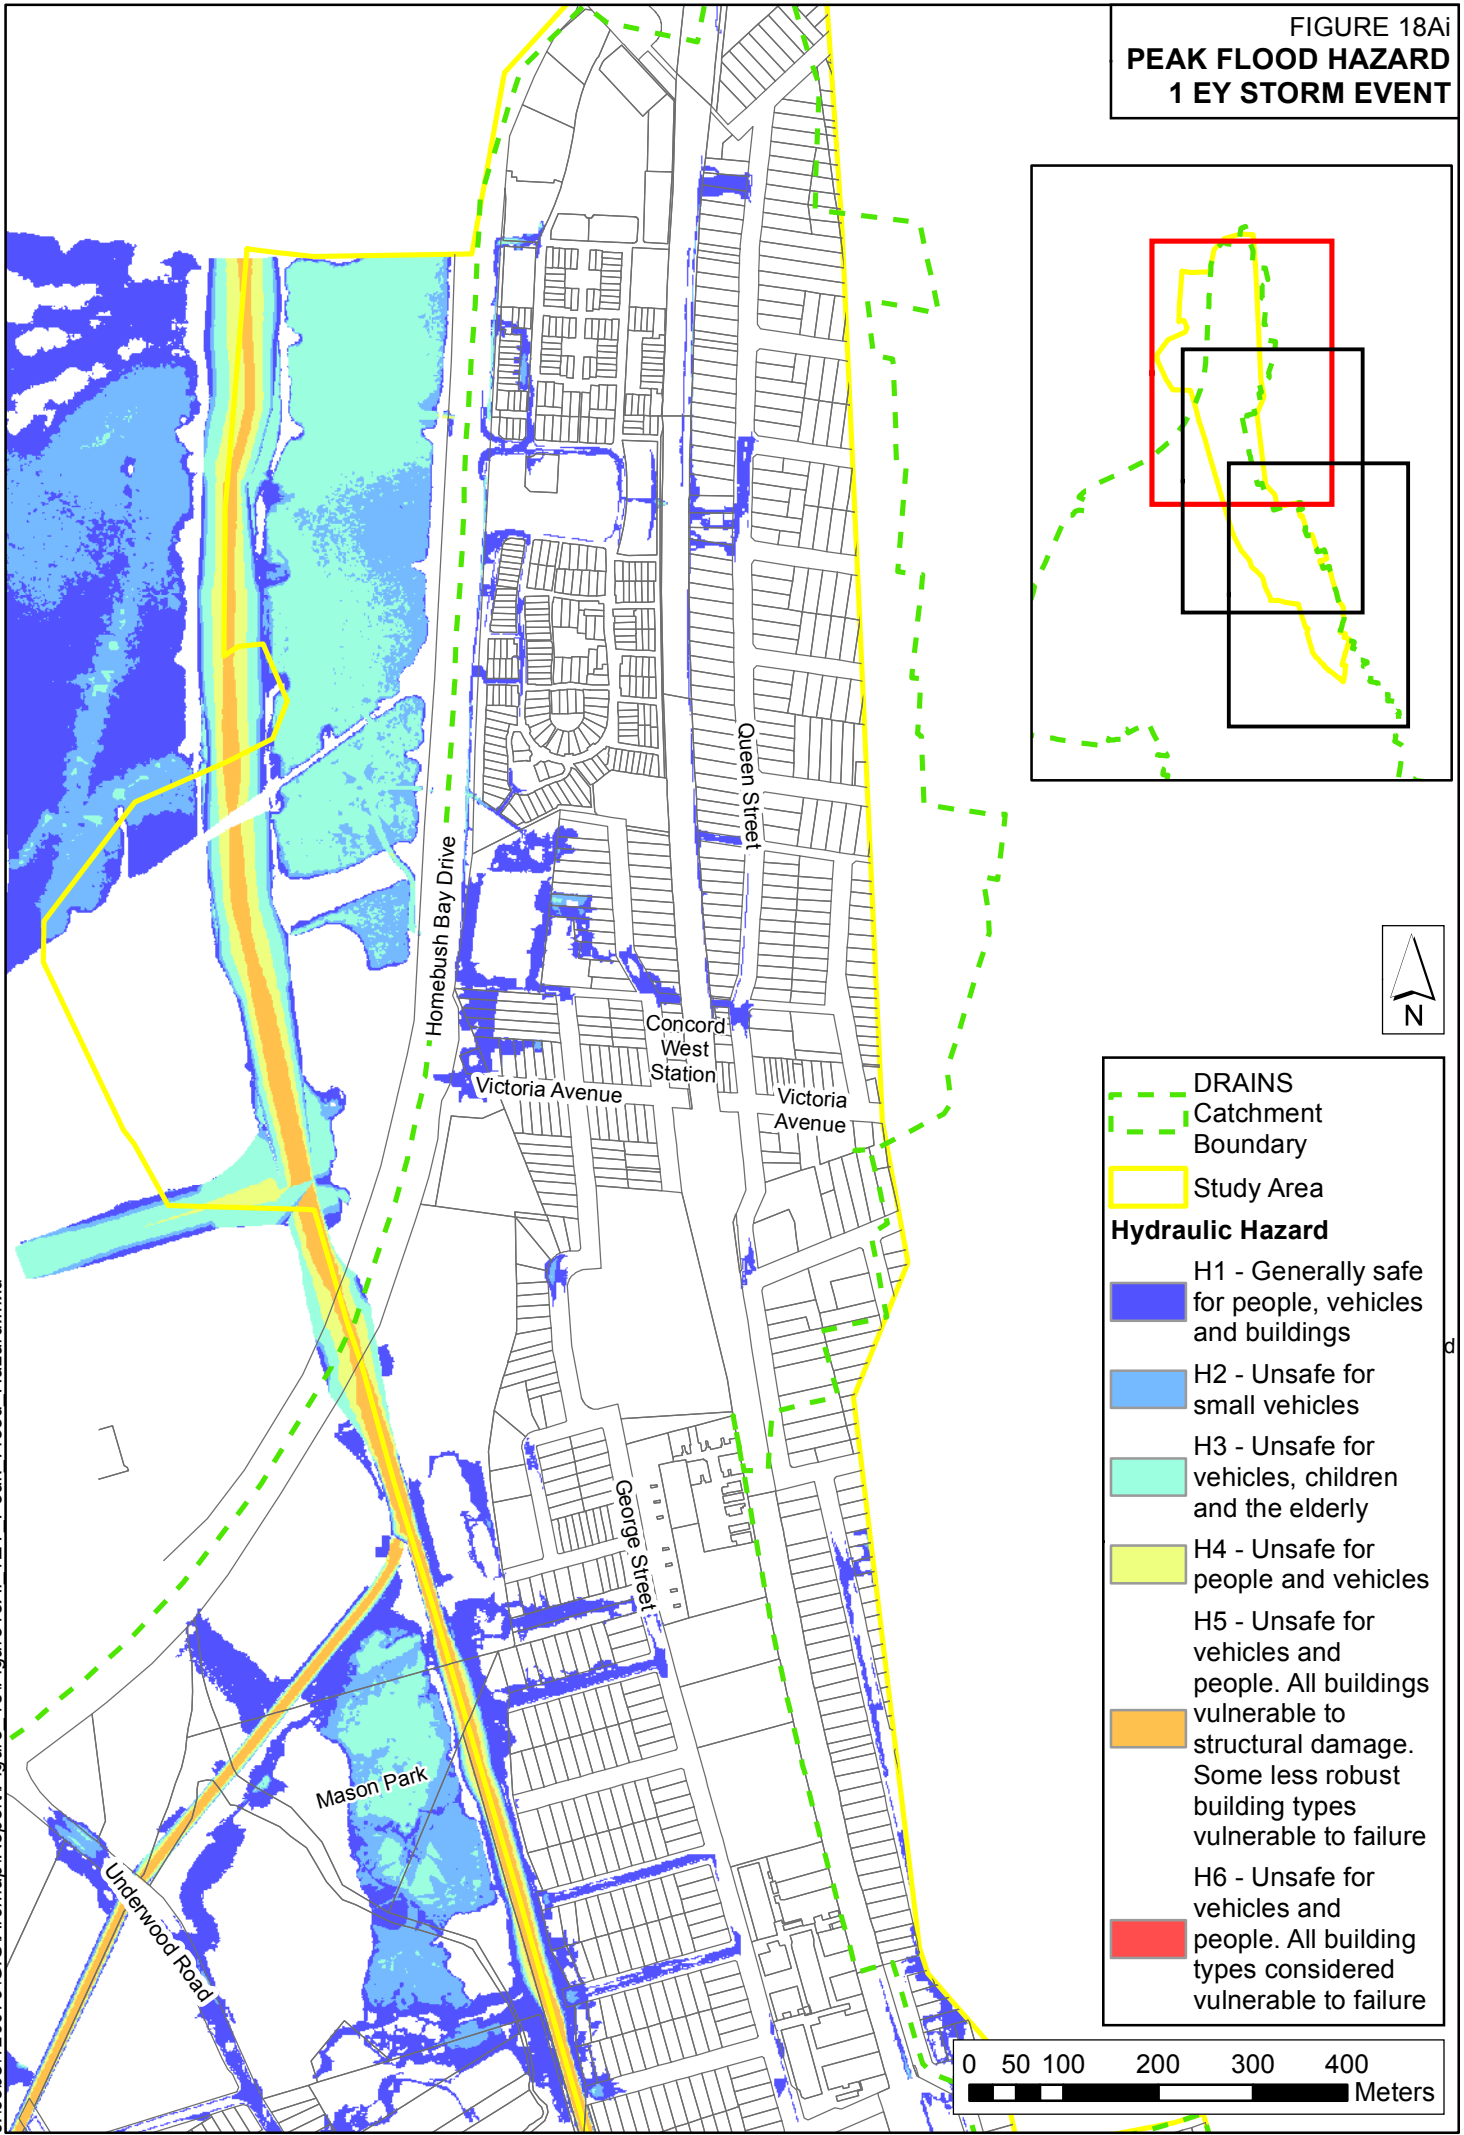 FIGURE 18Ai
PEAK FLOOD HAZARD
1 EY STORM EVENT
Queen Street
Homebush Bay Drive
Concord
West
Station
Victoria Avenue
Victoria
Avenue
N
DRAINS
Catchment
Boundary
Study Area
Hydraulic Hazard
H1 - Generally safe
for people, vehicles
and buildings
d
H2 - Unsafe for
small vehicles
H3 - Unsafe for
vehicles, children
and the elderly
H4 - Unsafe for
people and vehicles
H5 - Unsafe for
vehicles and
people. All buildings
vulnerable to
structural damage.
Some less robust
building types
vulnerable to failure
H6 - Unsafe for
vehicles and
people. All building
types considered
vulnerable to failure
George Street
Mason Park
Underwood Road
0 50 100 200 300 400
Meters